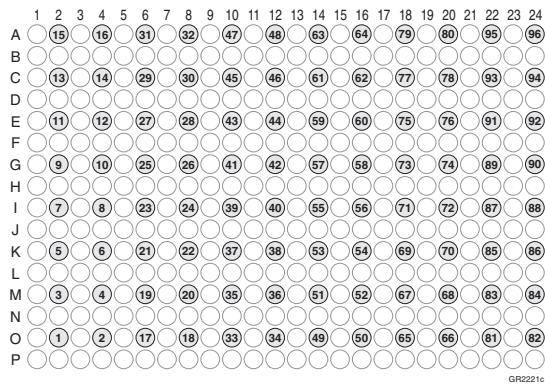 1 2 3 4 5 6 7 8 9 10 11 12 13 14 15 16 17 18 19 20 21 22 23 24
A 15 16 31 32 47 48 63 64 79 80 95 96
B
C 13 14 29 30 45 46 61 62 77 78 93 94
D
E 11 12 27 28 43 44 59 60 75 76 91 92
F
G 9 10 25 26 41 42 57 58 73 74 89 90
H
I 7 8 23 24 39 40 55 56 71 72 87 88
J
K 5 6 21 22 37 38 53 54 69 70 85 86
L
M 3 4 19 20 35 36 51 52 67 68 83 84
N
O 1 2 17 18 33 34 49 50 65 66 81 82
P
GR2221c